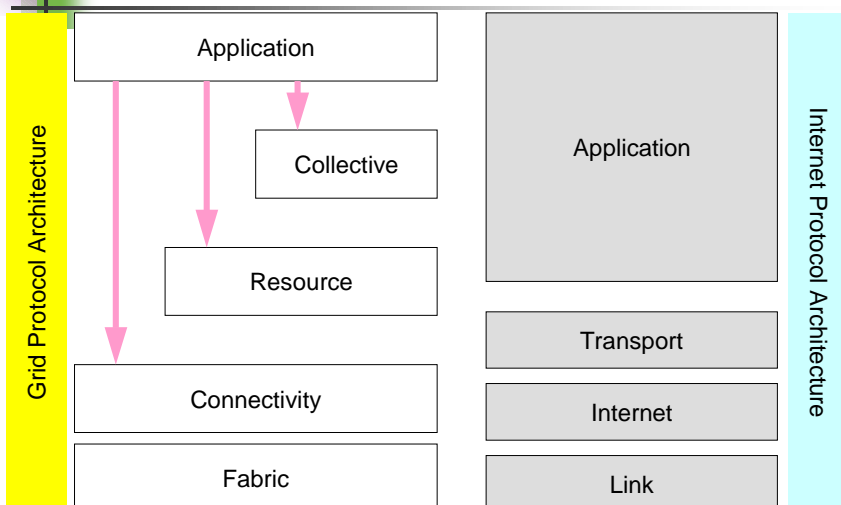 Grid Protocol Architecture
Application
Collective
Resource
Connectivity
Fabric
Application
Transport
Internet
Link
Internet Protocol Architecture